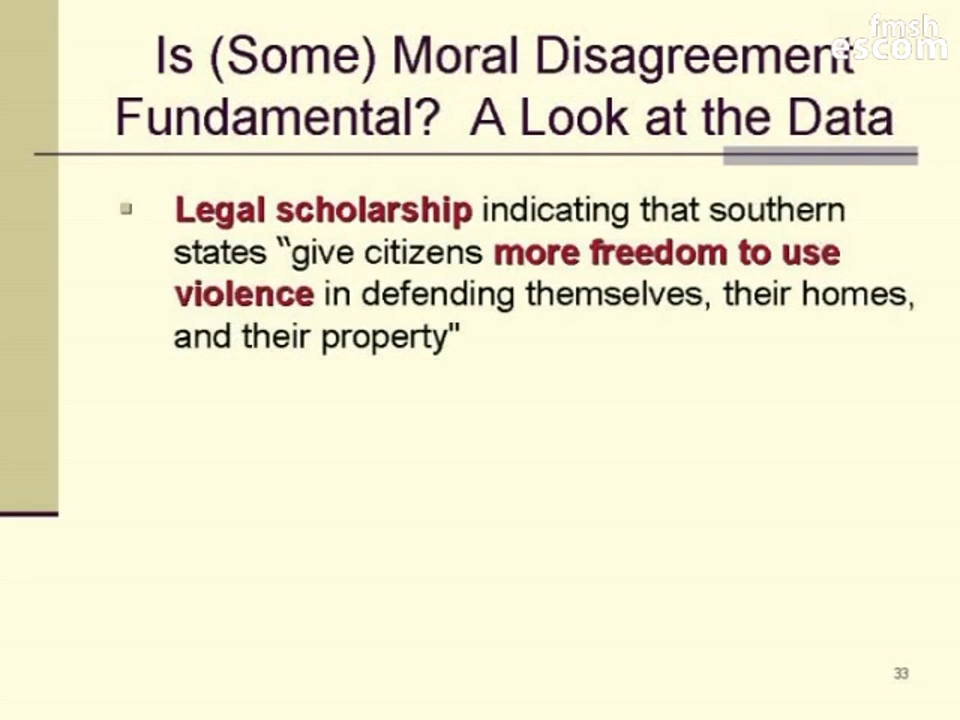 fmsh
escom
Is (Some) Moral Disagreement
Fundamental? A Look at the Data
Legal scholarship indicating that southern
states "give citizens more freedom to use
violence in defending themselves, their homes,
and their property"
33